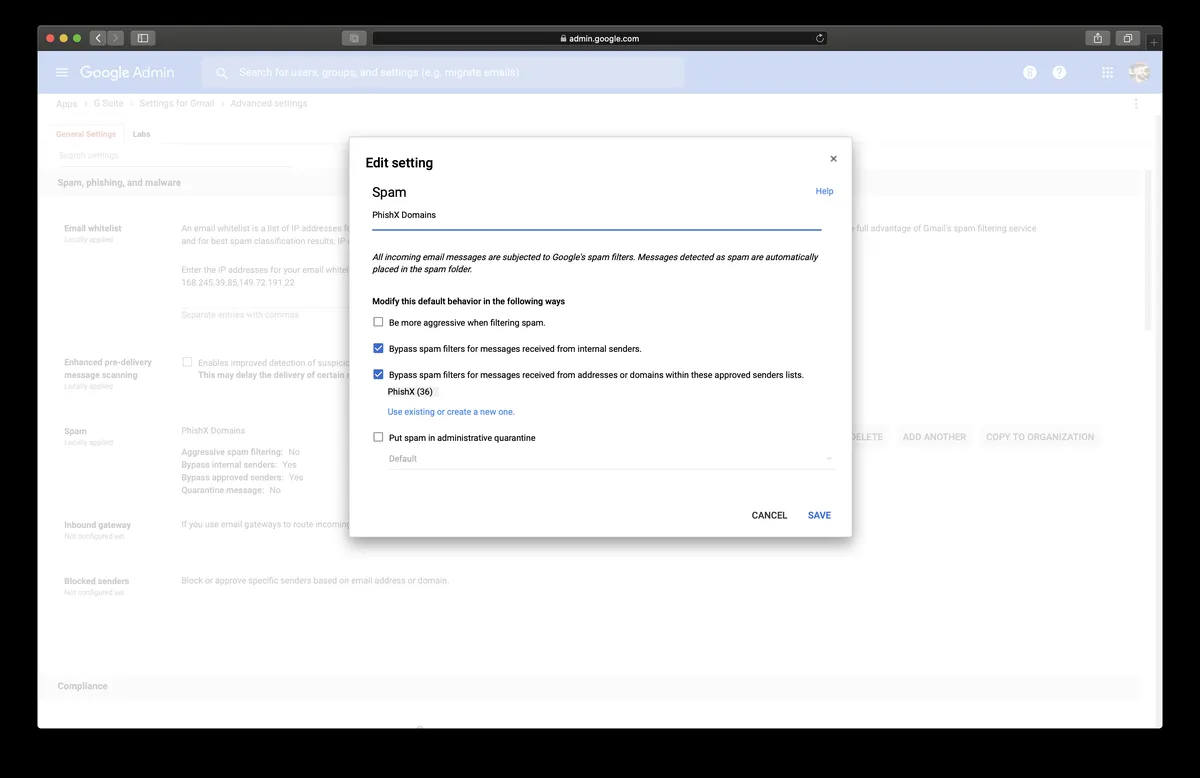 admin.google.com
Google Admin
Search for users, groups, and settings (e.g. migrate emails)
Apps > G Suite > Settings for Gmail > Advanced settings
General Settings Labs
Search settings
Spam, phishing, and malware
Email whitelist
Locally applied
An email whitelist is a list of IP addresses
full advantage of Gmail's spam filtering service
and for best spam classification results, IP
Enter the IP addresses for your email
168.245.39.85,149.72.191.22
Separate entries with commas
Enhanced pre-delivery
message scanning
Locally applied
Enables improved detection of
This may delay the delivery of certain
Spam
Locally applied
PhishX Domains
Aggressive spam filtering: No
Bypass internal senders: Yes
Bypass approved senders: Yes
Quarantine message: No
ADD ANOTHER COPY TO ORGANIZATION
Inbound gateway
Not configured yet
If you use email gateways to route
Blocked senders
Not configured yet
Block or approve specific senders based on email address or domain.
Compliance
Edit setting
×
Spam
Help
PhishX Domains
All incoming email messages are subjected to Google's spam filters. Messages detected as spam are automatically
placed in the spam folder.
Modify this default behavior in the following ways
Be more aggressive when filtering spam.
Bypass spam filters for messages received from internal senders.
Bypass spam filters for messages received from addresses or domains within these approved senders lists.
PhishX (36)
Use existing or create a new one.
Put spam in administrative quarantine
Default
CANCEL SAVE